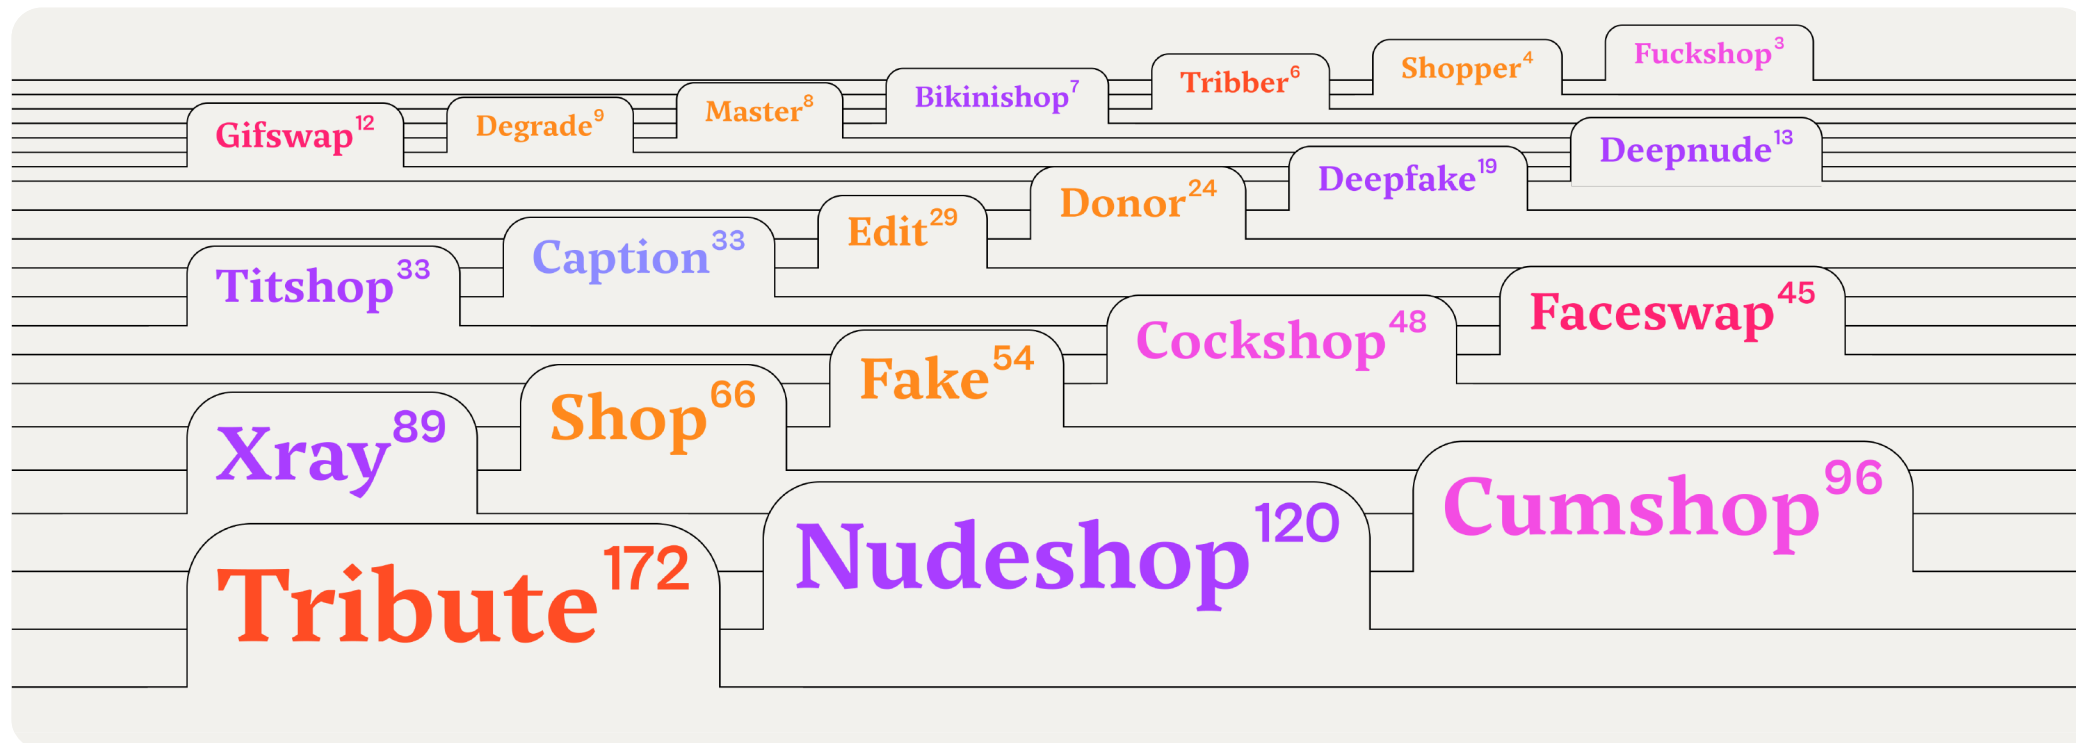 Fuckshop3
Shopper4
Tribber6
Bikinishop7
Master8
Degrade9
Gifswap12
Deepnude13
Deepfake19
Donor24
Edit29
Caption33
Titshop33
Faceswap45
Cockshop48
Fake54
Shop66
Xray89
Cumshop96
Nudeshop120
Tribute172